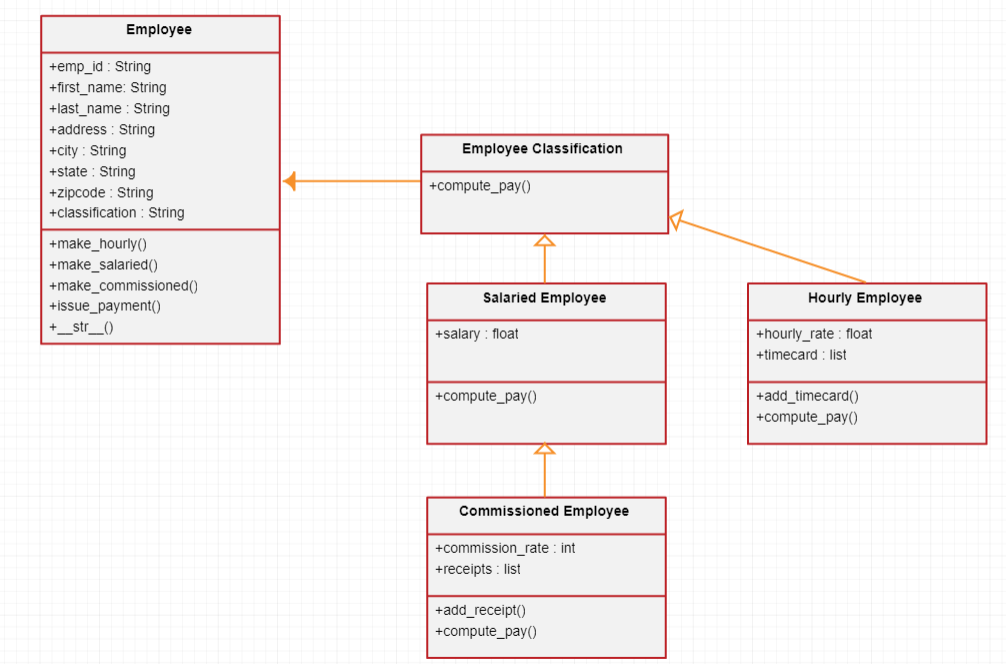 Employee
+emp_id : String
+first_name: String
+last_name : String
+address : String
+city : String
+state : String
+zipcode : String
+classification : String
+make_hourly()
+make_salaried()
+make_commissioned()
+issue_payment()
+__str__()
Employee Classification
+compute_pay()
Salaried Employee
+salary : float
+compute_pay()
Hourly Employee
+hourly_rate : float
+timecard : list
+add_timecard()
+compute_pay()
Commissioned Employee
+commission_rate : int
+receipts : list
+add_receipt()
+compute_pay()